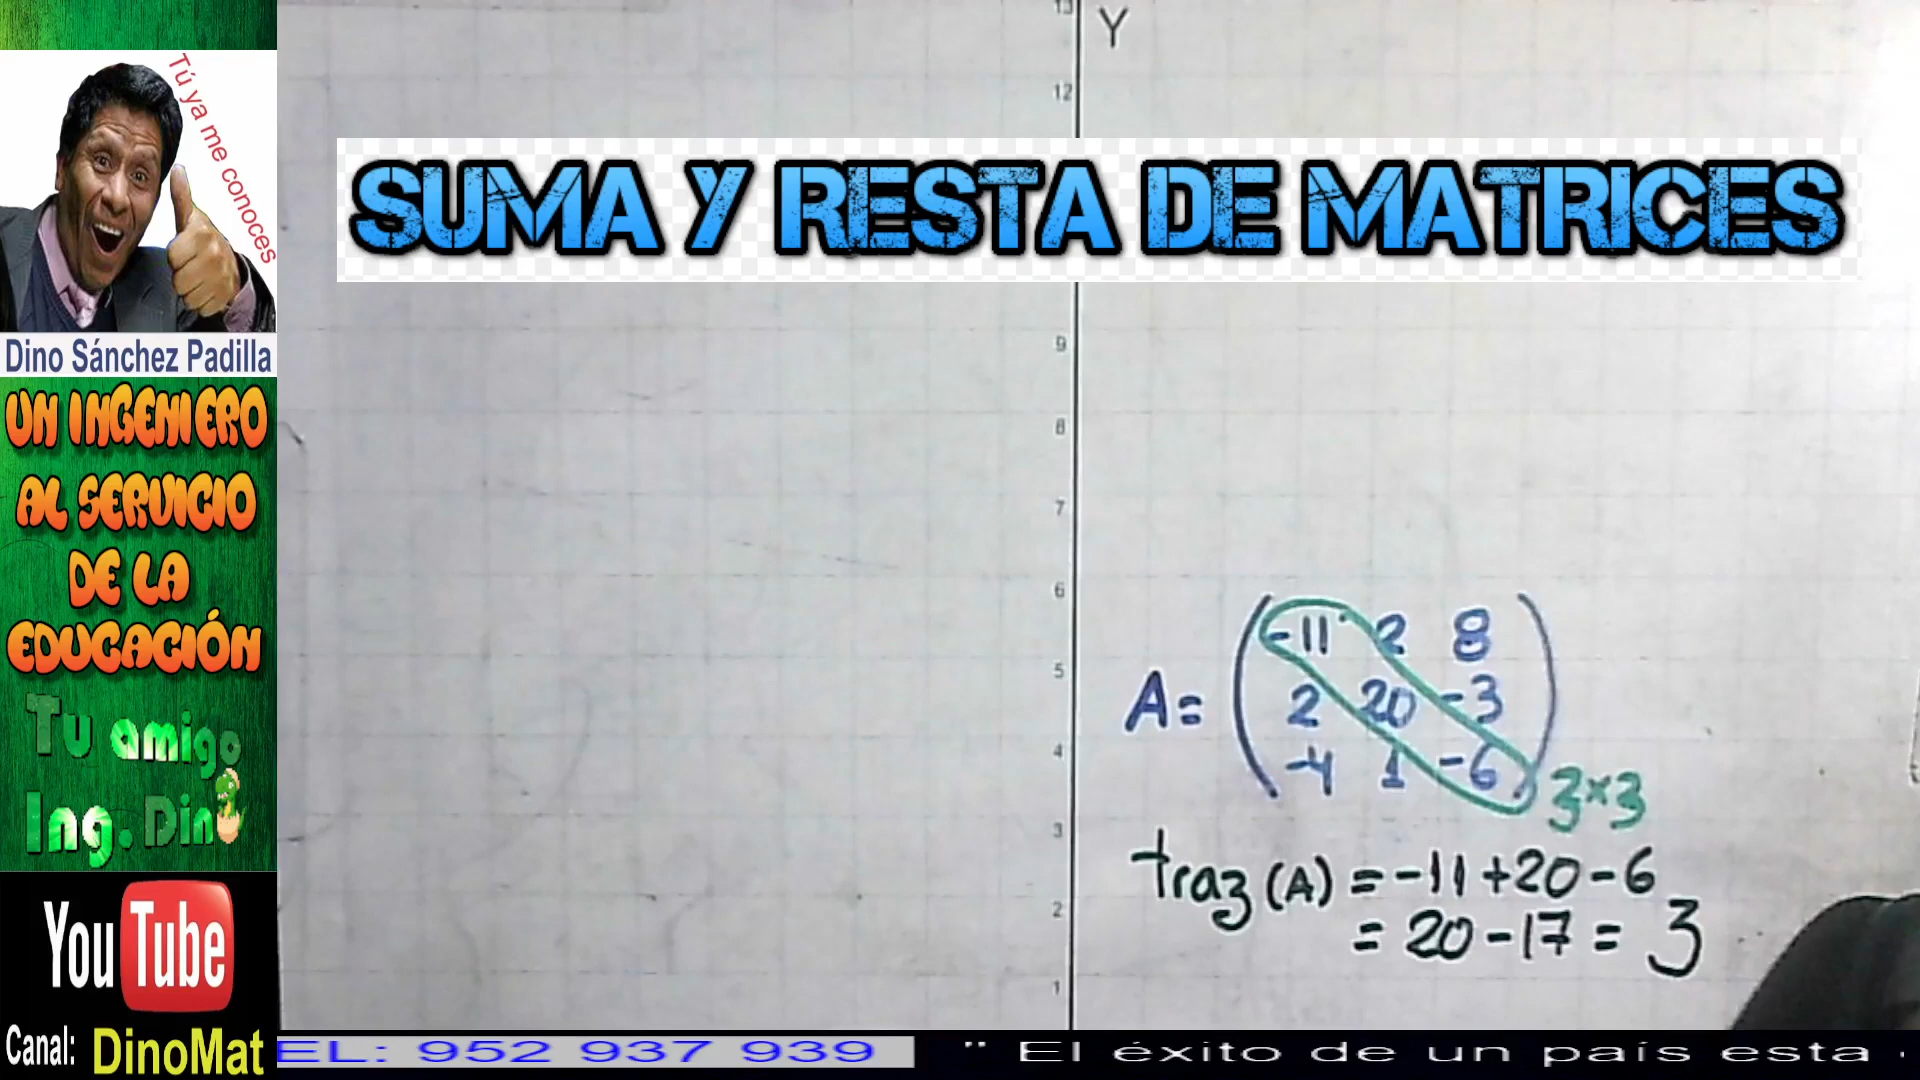 Tú ya me conoces
Dino Sánchez Padilla
UN INGENIERO
AL SERVICIO
DE LA
EDUCACIÓN
Tu amigo
Ing. Dino
YouTube
Canal: DinoMat
SUMA Y RESTA DE MATRICES
13 Y
12
9
8
7
6
5
4
3
2
1
-11 2 8
A= 2 20 -3
-4 1 -6
3×3
traz(A) = -11+20-6
= 20-17 = 3
EL: 952 937 939 " El éxito de un país esta